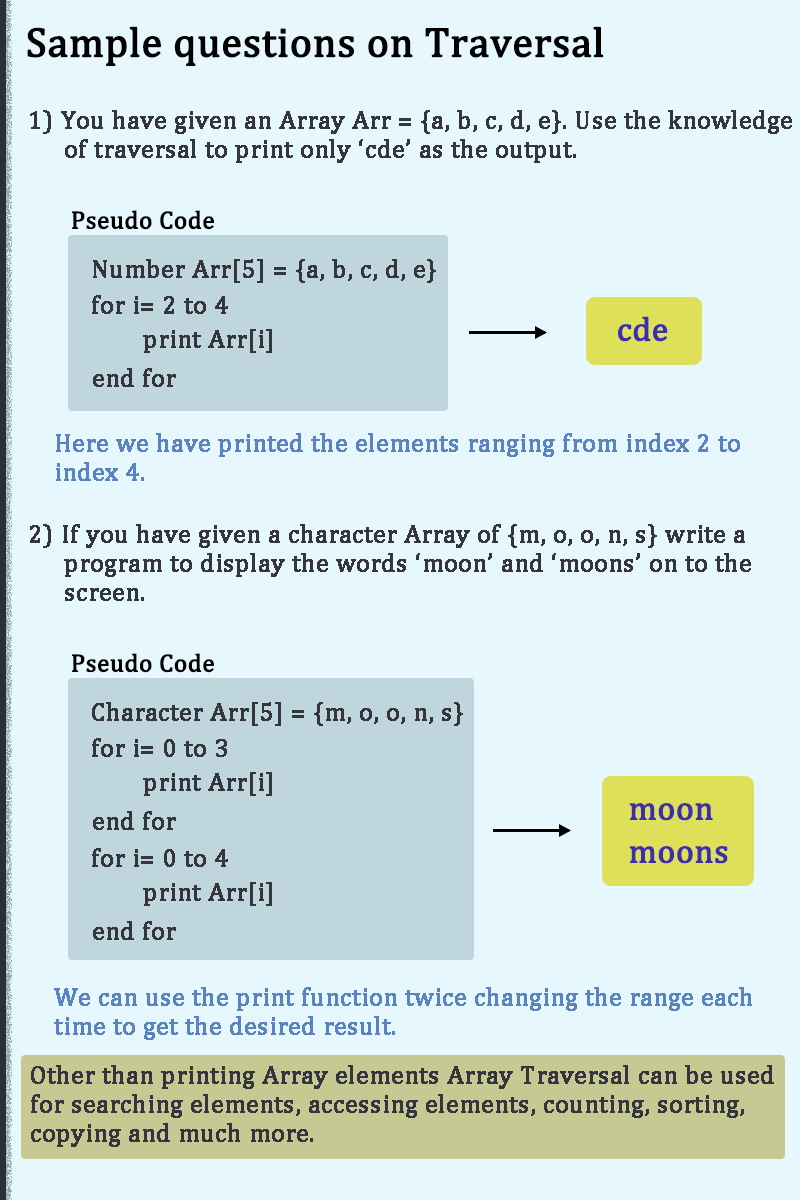 Sample questions on Traversal
1) You have given an Array Arr = {a, b, c, d, e}. Use the knowledge
of traversal to print only ‘cde’ as the output.
Pseudo Code
Number Arr[5] = {a, b, c, d, e}
for i= 2 to 4
print Arr[i]
end for
cde
Here we have printed the elements ranging from index 2 to
index 4.
2) If you have given a character Array of {m, o, o, n, s} write a
program to display the words ‘moon’ and ‘moons’ on to the
screen.
Pseudo Code
Character Arr[5] = {m, o, o, n, s}
for i= 0 to 3
print Arr[i]
end for
for i= 0 to 4
print Arr[i]
end for
moon
moons
We can use the print function twice changing the range each
time to get the desired result.
Other than printing Array elements Array Traversal can be used
for searching elements, accessing elements, counting, sorting,
copying and much more.